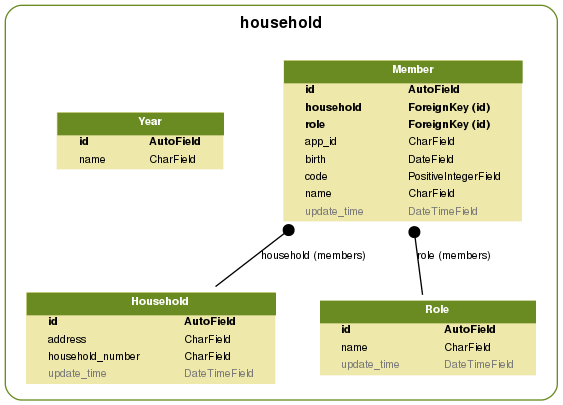 household
Member
id AutoField
household ForeignKey (id)
role ForeignKey (id)
app_id CharField
birth DateField
code PositiveIntegerField
name CharField
update_time DateTimeField
Year
id AutoField
name CharField
household (members)
role (members)
Household
id AutoField
address CharField
household_number CharField
update_time DateTimeField
Role
id AutoField
name CharField
update_time DateTimeField